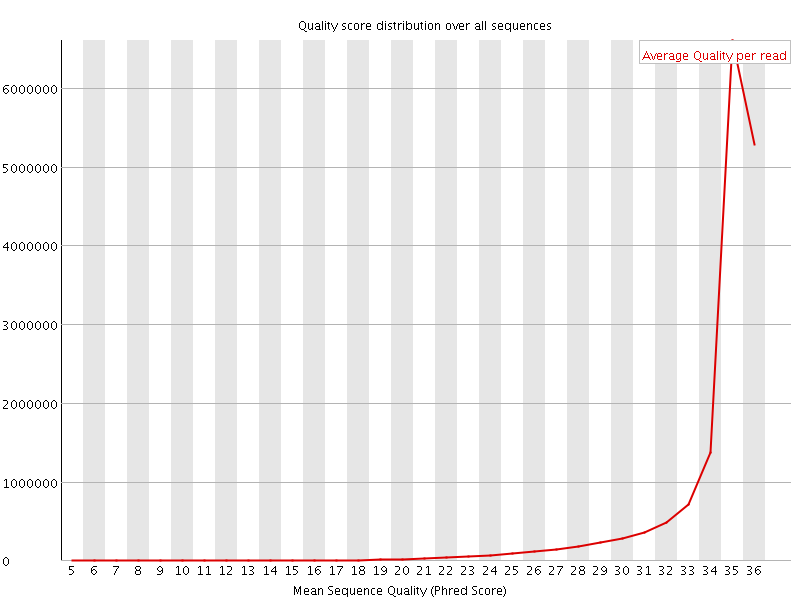 Quality score distribution over all sequences
Average Quality per read
6000000
5000000
4000000
3000000
2000000
1000000
0
5 6 7 8 9 10 11 12 13 14 15 16 17 18 19 20 21 22 23 24 25 26 27 28 29 30 31 32 33 34 35 36
Mean Sequence Quality (Phred Score)